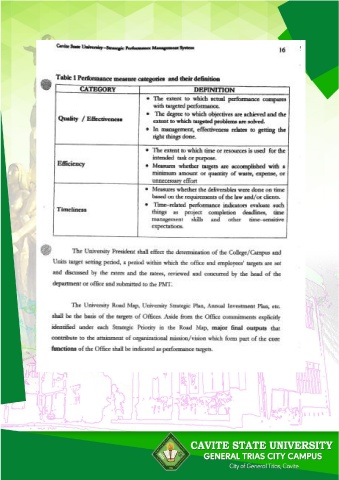 Cavite State University - Strategic Performance Management System 16
Table 1 Performance measure categories and their definition
CATEGORY DEFINITION
Quality / Effectiveness
• The extent to which actual performance compares
with targeted performance.
• The degree to which objectives are achieved and the
extent to which targeted problems are solved.
• In management, effectiveness relates to getting the
right things done.
Efficiency
• The extent to which time or resources is used for the
intended task or purpose.
• Measures whether targets are accomplished with a
minimum amount or quantity of waste, expense, or
unnecessary effort
Timeliness
• Measures whether the deliverables were done on time
based on the requirements of the law and/or clients.
• Time-related performance indicators evaluate such
things as project completion deadlines, time
management skills and other time-sensitive
expectations.
The University President shall effect the determination of the College/Campus and
Units target setting period, a period within which the office and employees' targets are set
and discussed by the raters and the ratees, reviewed and concurred by the head of the
department or office and submitted to the PMT.
The University Road Map, University Strategic Plan, Annual Investment Plan, etc.
shall be the basis of the targets of Offices. Aside from the Office commitments explicitly
identified under each Strategic Priority in the Road Map, major final outputs that
contribute to the attainment of organizational mission/vision which form part of the core
functions of the Office shall be indicated as performance targets.
CAVITE STATE UNIVERSITY
GENERAL TRIAS CITY CAMPUS
City of General Trias, Cavite